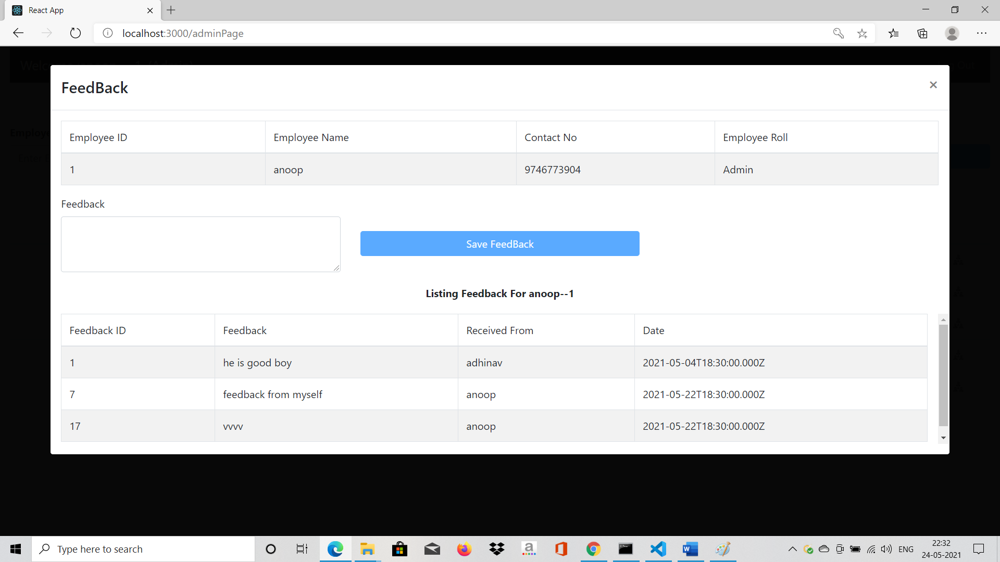 React App
localhost:3000/adminPage
FeedBack
Employee ID Employee Name Contact No Employee Roll
1 anoop 9746773904 Admin
Feedback
Save FeedBack
Listing Feedback For anoop--1
Feedback ID Feedback Received From Date
1 he is good boy adhinav 2021-05-04T18:30:00.000Z
7 feedback from myself anoop 2021-05-22T18:30:00.000Z
17 vvvv anoop 2021-05-22T18:30:00.000Z
Type here to search
ENG
22:32
24-05-2021